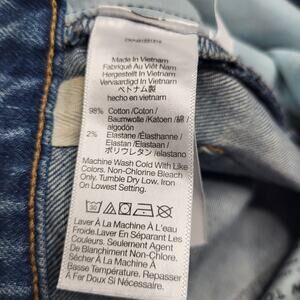 Made In Vietnam
Fabriqué Au Viêt Nam
Hergestellt In Vietnam
Vervaardigd In Vietnam
ベトナム製
hecho en vietnam
98% Cotton/Coton/
Baumwolle/Katoen/綿/
algodón
2% Elastane/Élasthanne/
Elastan/Elastaan/
ポリウレタン/elastano
Machine Wash Cold With Like
Colors. Non-Chlorine Bleach
Only. Tumble Dry Low. Iron On
Lowest Setting.
Laver À La Machine À L'eau
Froide. Laver En Séparant Les
Couleurs. Seulement Agent
De Blanchiment Non-Chlore.
Sécher À La Machine À
Basse Température. Repasser
À Fer Doux Si Nécessaire.